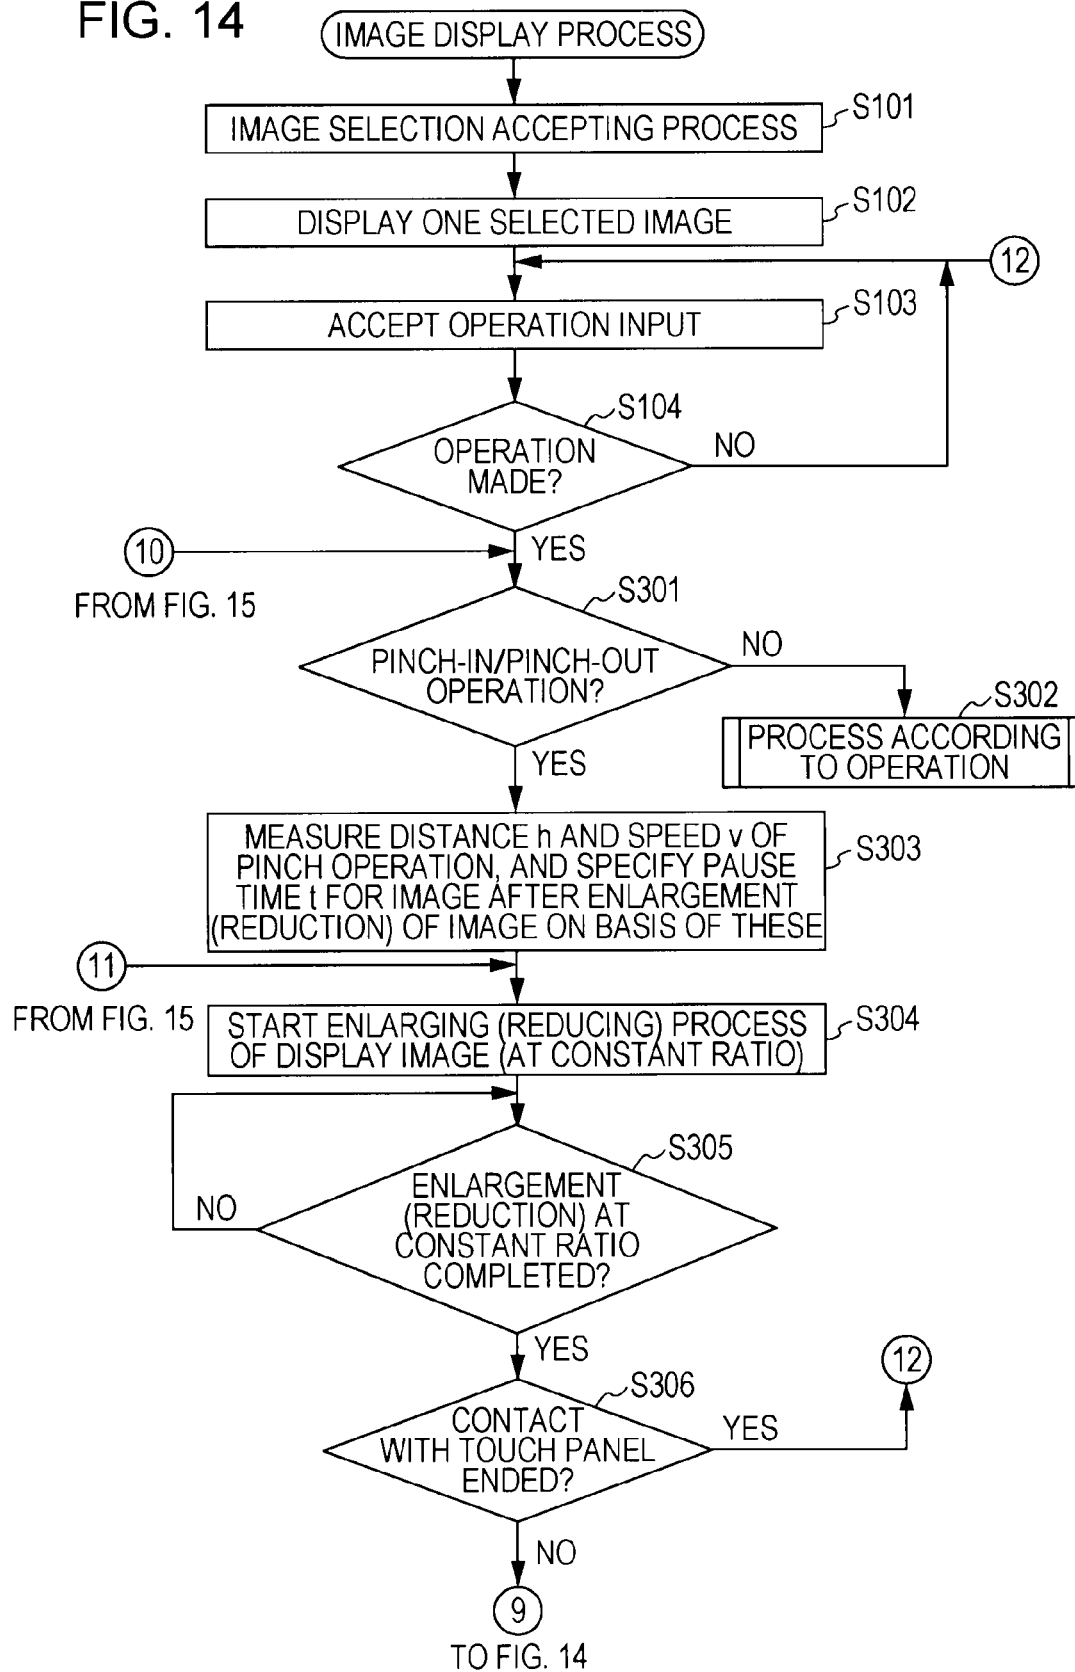 FIG. 14
IMAGE DISPLAY PROCESS
S101
IMAGE SELECTION ACCEPTING PROCESS
S102
DISPLAY ONE SELECTED IMAGE
12
S103
ACCEPT OPERATION INPUT
S104
OPERATION
MADE?
NO
10
YES
FROM FIG. 15
S301
PINCH-IN/PINCH-OUT
OPERATION?
NO
S302
PROCESS ACCORDING
TO OPERATION
YES
MEASURE DISTANCE h AND SPEED v OF
PINCH OPERATION, AND SPECIFY PAUSE
TIME t FOR IMAGE AFTER ENLARGEMENT
(REDUCTION) OF IMAGE ON BASIS OF THESE
S303
11
FROM FIG. 15
START ENLARGING (REDUCING) PROCESS
OF DISPLAY IMAGE (AT CONSTANT RATIO)
S304
S305
ENLARGEMENT
(REDUCTION) AT
CONSTANT RATIO
COMPLETED?
NO
YES
12
S306
CONTACT
WITH TOUCH PANEL
ENDED?
YES
NO
9
TO FIG. 14